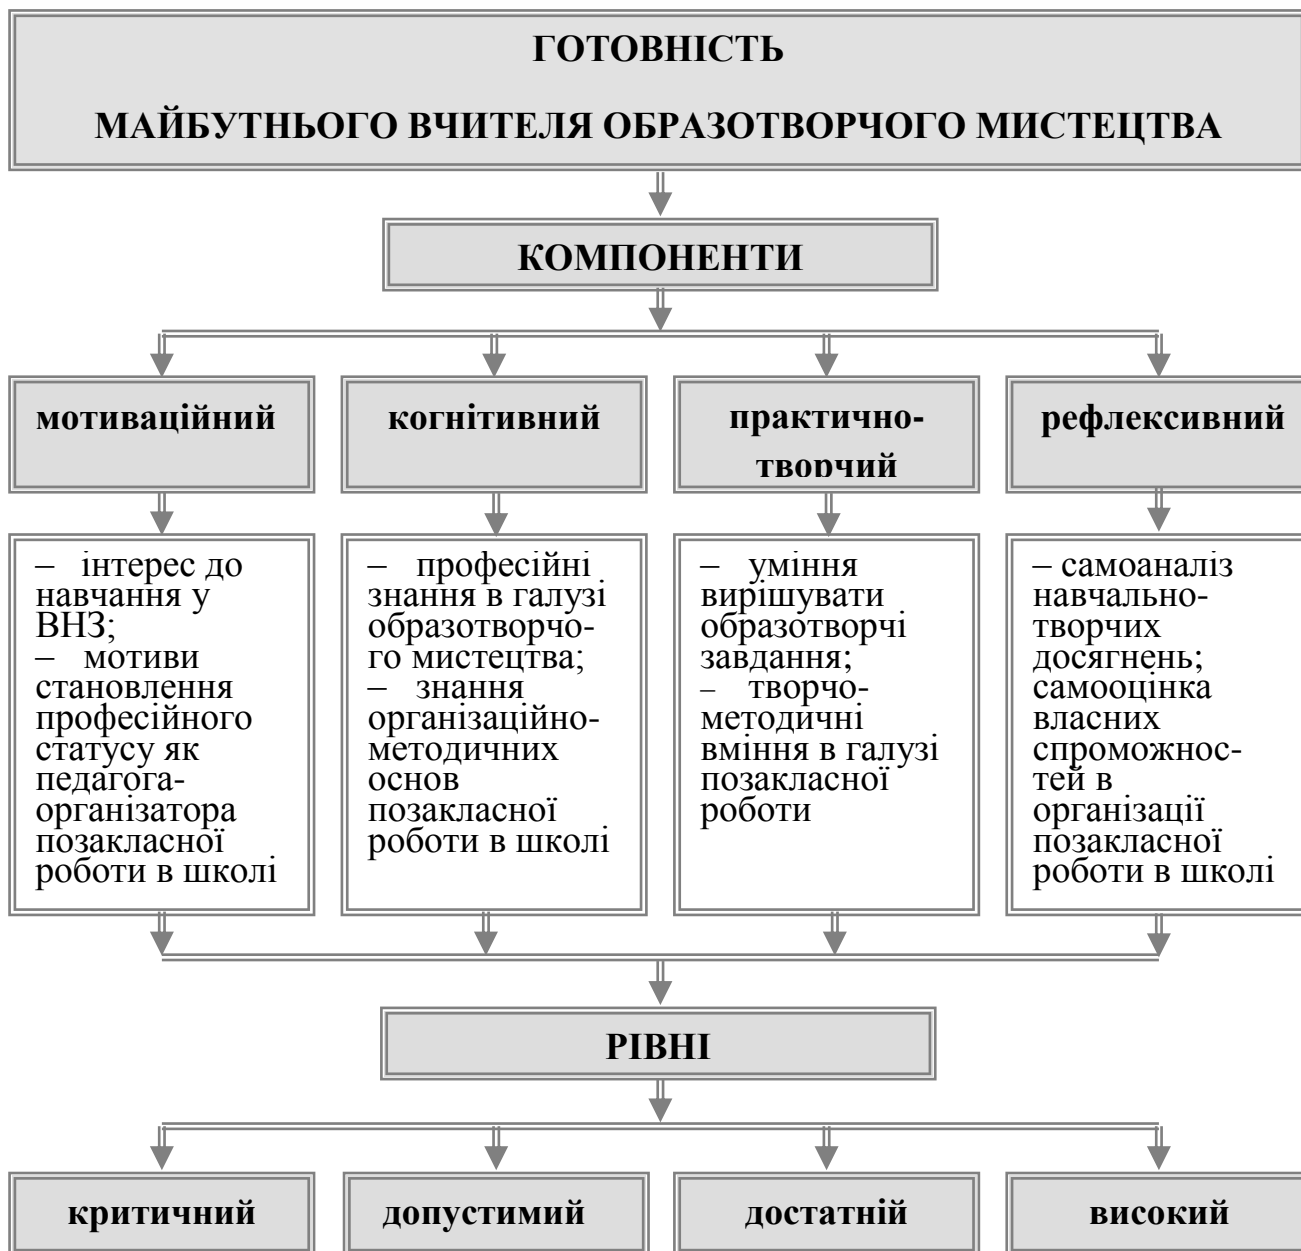 ГОТОВНІСТЬ
МАЙБУТНЬОГО ВЧИТЕЛЯ ОБРАЗОТВОРЧОГО МИСТЕЦТВА
КОМПОНЕНТИ
мотиваційний
когнітивний
практично-
творчий
рефлексивний
– інтерес до
навчання у
ВНЗ;
– мотиви
становлення
професійного
статусу як
педагога-
організатора
позакласної
роботи в школі
– професійні
знання в галузі
образотворчо-
го мистецтва;
– знання
організаційно-
методичних
основ
позакласної
роботи в школі
– уміння
вирішувати
образотворчі
завдання;
– творчо-
методичні
вміння в галузі
позакласної
роботи
– самоаналіз
навчально-
творчих
досягнень;
самооцінка
власних
спроможнос-
тей в
організації
позакласної
роботи в школі
РІВНІ
критичний
допустимий
достатній
високий